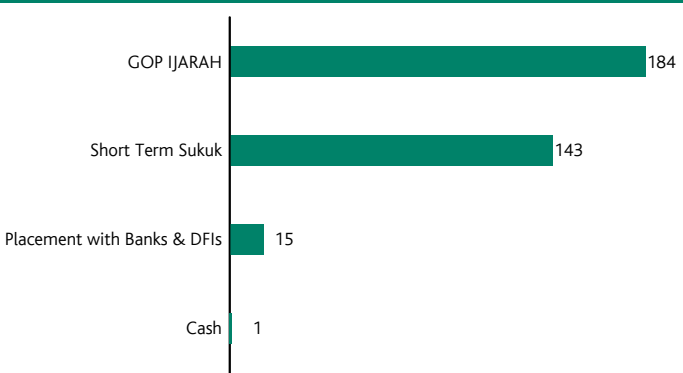 GOP IJARAH 184
Short Term Sukuk 143
Placement with Banks & DFIs 15
Cash 1